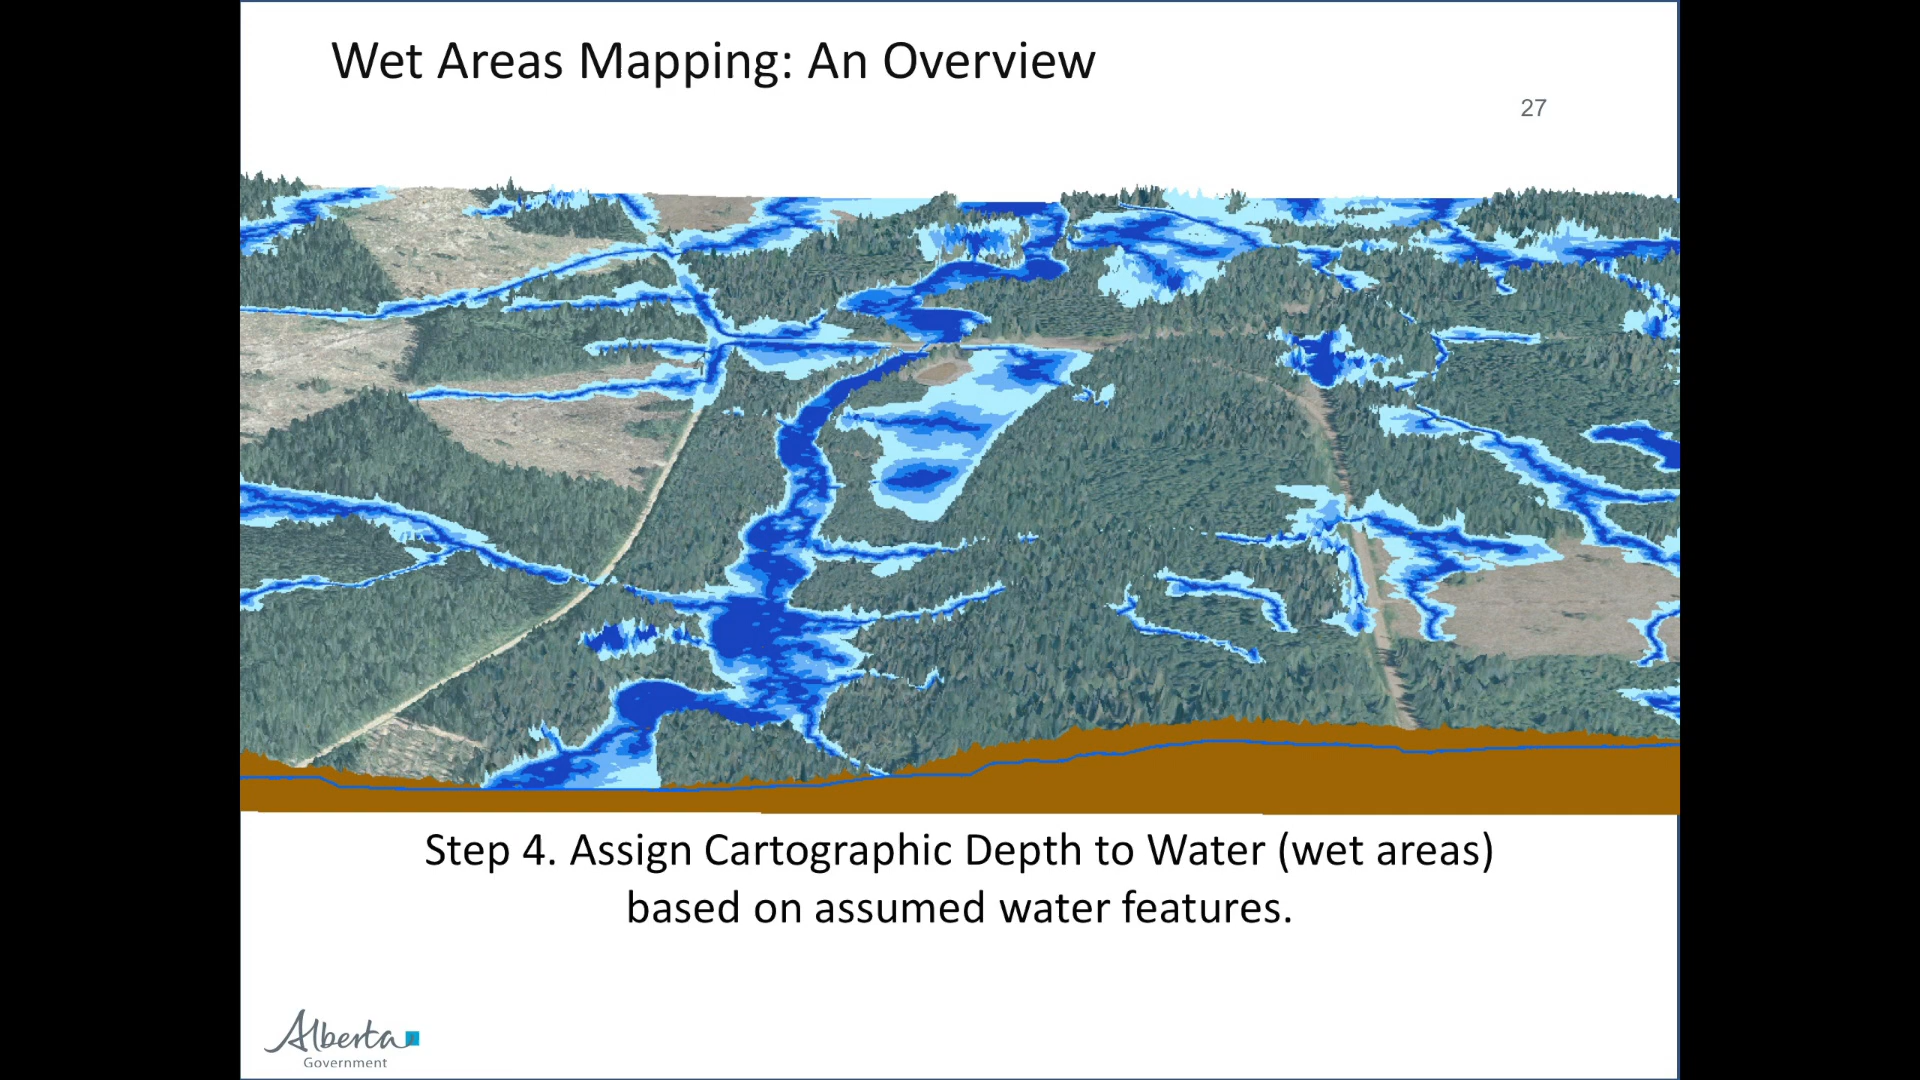 Wet Areas Mapping: An Overview
27
Step 4. Assign Cartographic Depth to Water (wet areas)
based on assumed water features.
Alberta
Government